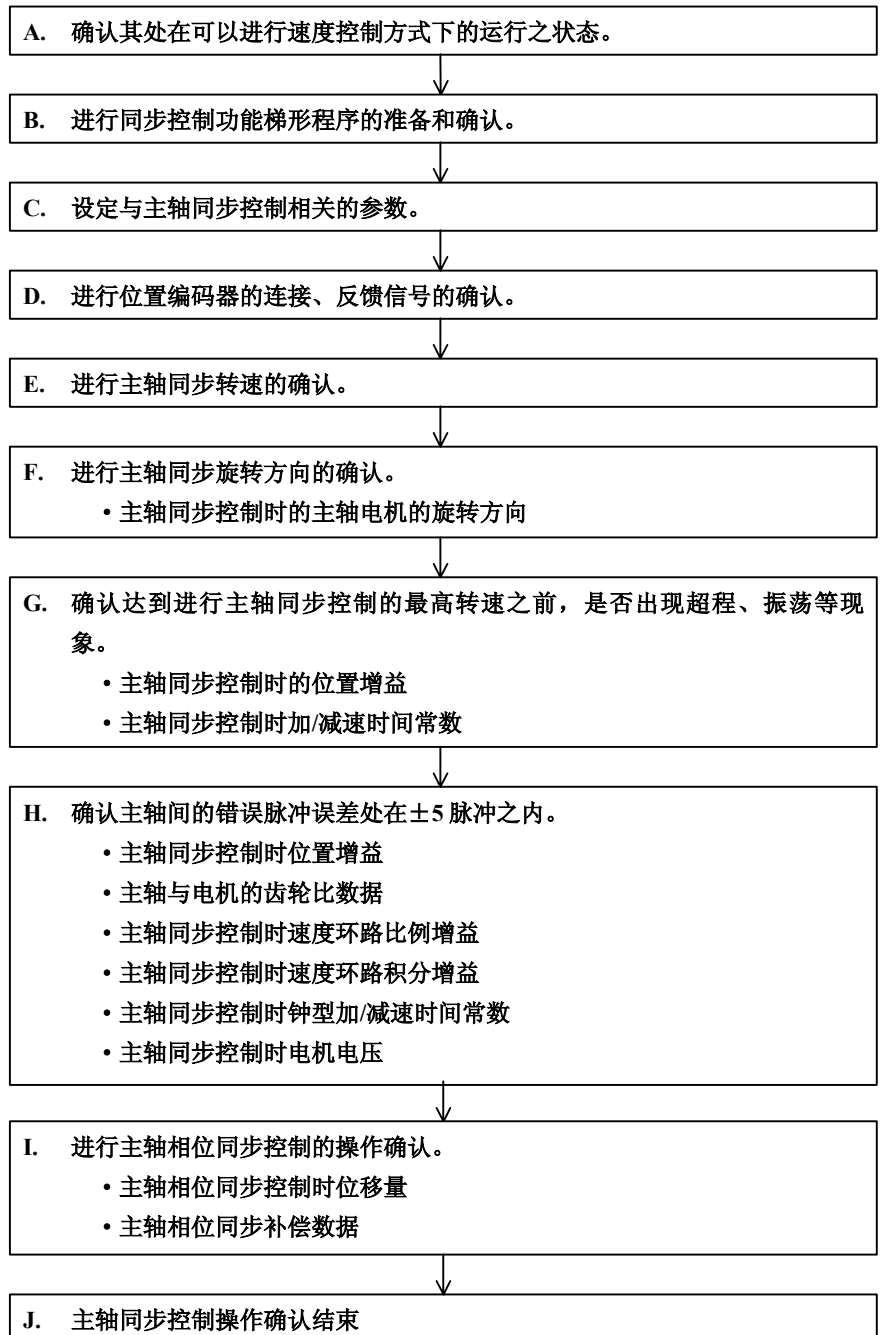 A. 确认其处在可以进行速度控制方式下的运行之状态。
B. 进行同步控制功能梯形程序的准备和确认。
C. 设定与主轴同步控制相关的参数。
D. 进行位置编码器的连接、反馈信号的确认。
E. 进行主轴同步转速的确认。
F. 进行主轴同步旋转方向的确认。
・主轴同步控制时的主轴电机的旋转方向
G. 确认达到进行主轴同步控制的最高转速之前，是否出现超程、振荡等现
象。
・主轴同步控制时的位置增益
・主轴同步控制时加/减速时间常数
H. 确认主轴间的错误脉冲误差处在±5 脉冲之内。
・主轴同步控制时位置增益
・主轴与电机的齿轮比数据
・主轴同步控制时速度环路比例增益
・主轴同步控制时速度环路积分增益
・主轴同步控制时钟型加/减速时间常数
・主轴同步控制时电机电压
I. 进行主轴相位同步控制的操作确认。
・主轴相位同步控制时位移量
・主轴相位同步补偿数据
J. 主轴同步控制操作确认结束